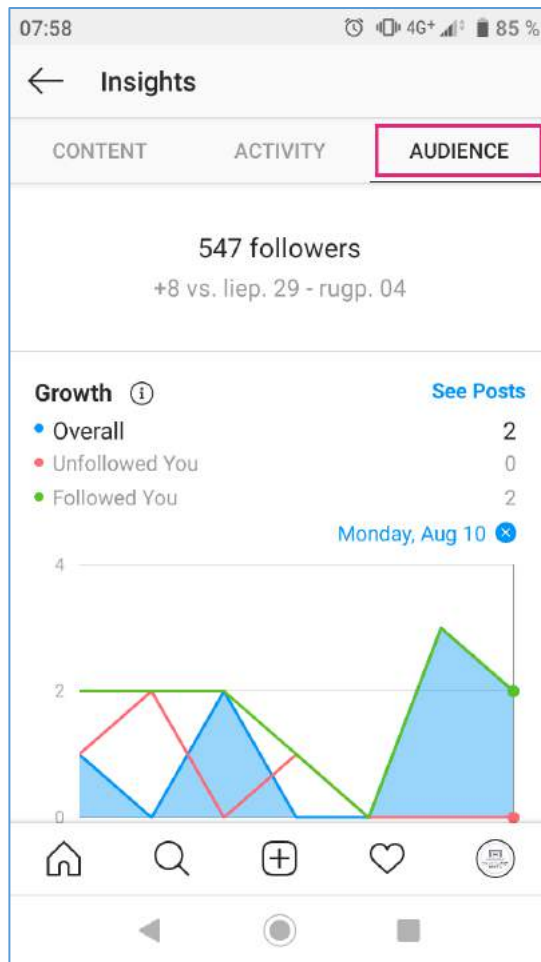 07:58 4G+ 85 %
Insights
CONTENT ACTIVITY AUDIENCE
547 followers
+8 vs. liep. 29 - rugp. 04
Growth See Posts
Overall 2
Unfollowed You 0
Followed You 2
Monday, Aug 10
4
2
0